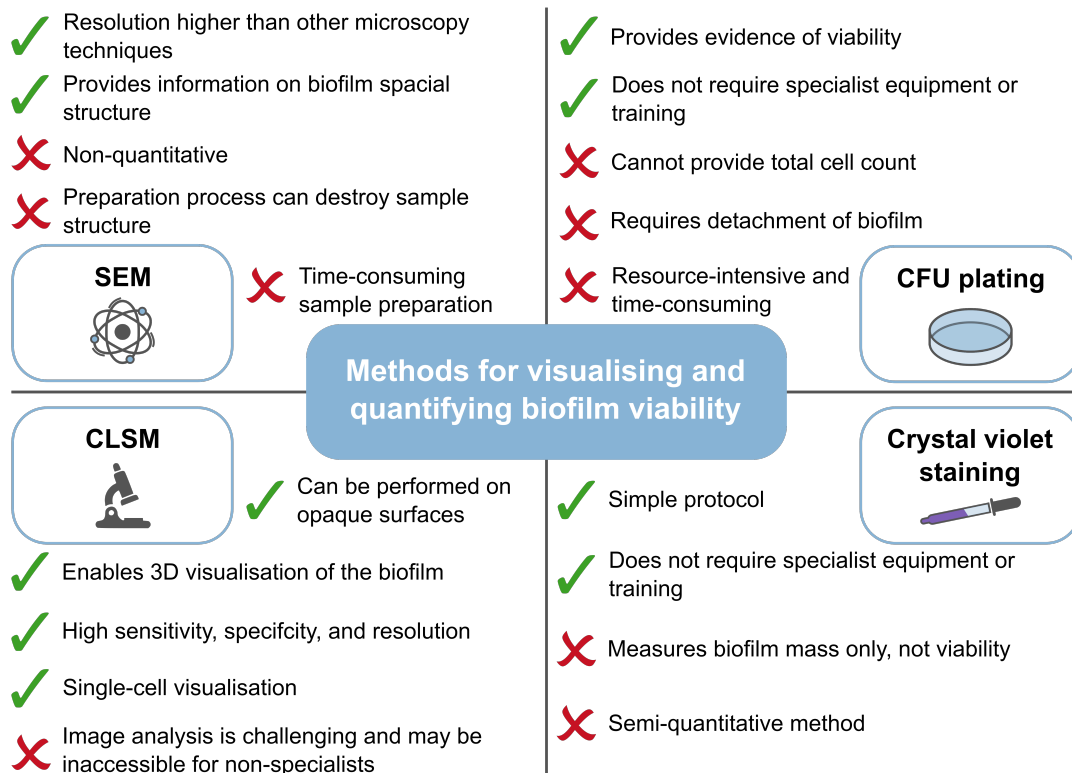 Resolution higher than other microscopy
techniques
Provides information on biofilm spacial
structure
Non-quantitative
Preparation process can destroy sample
structure
SEM
Time-consuming
sample preparation
Provides evidence of viability
Does not require specialist equipment or
training
Cannot provide total cell count
Requires detachment of biofilm
Resource-intensive and
time-consuming
CFU plating
Methods for visualising and
quantifying biofilm viability
CLSM
Can be performed on
opaque surfaces
Enables 3D visualisation of the biofilm
High sensitivity, specifcity, and resolution
Single-cell visualisation
Image analysis is challenging and may be
inaccessible for non-specialists
Crystal violet
staining
Simple protocol
Does not require specialist equipment or
training
Measures biofilm mass only, not viability
Semi-quantitative method